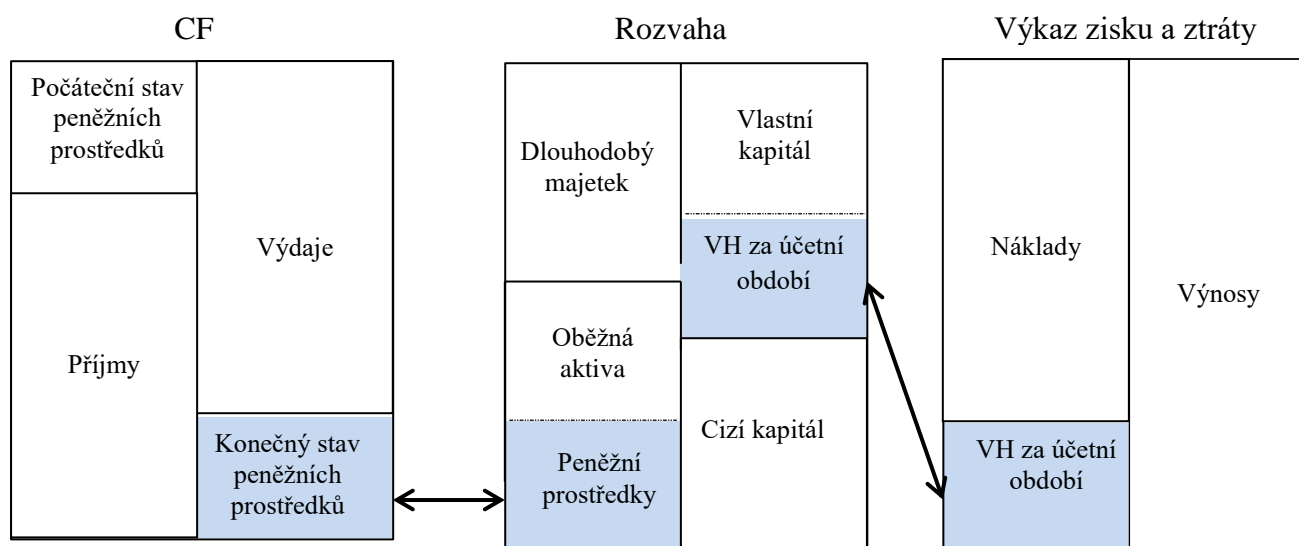 CF
Počáteční stav
peněžních
prostředků
Příjmy
Výdaje
Konečný stav
peněžních
prostředků
Rozvaha
Dlouhodobý
majetek
Oběžná
aktiva
Peněžní
prostředky
Vlastní
kapitál
VH za účetní
období
Cizí kapitál
Výkaz zisku a ztráty
Náklady
VH za účetní
období
Výnosy